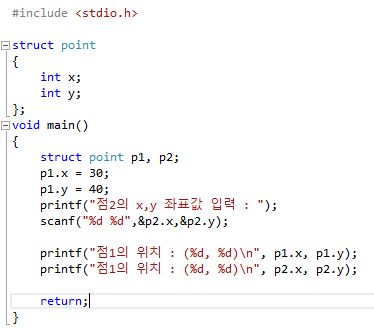 #include <stdio.h>
struct point
{
int x;
int y;
};
void main()
{
struct point p1, p2;
p1.x = 30;
p1.y = 40;
printf("점2의 x,y 좌표값 입력 : ");
scanf("%d %d",&p2.x,&p2.y);
printf("점1의 위치 : (%d, %d)\n", p1.x, p1.y);
printf("점1의 위치 : (%d, %d)\n", p2.x, p2.y);
return;
}